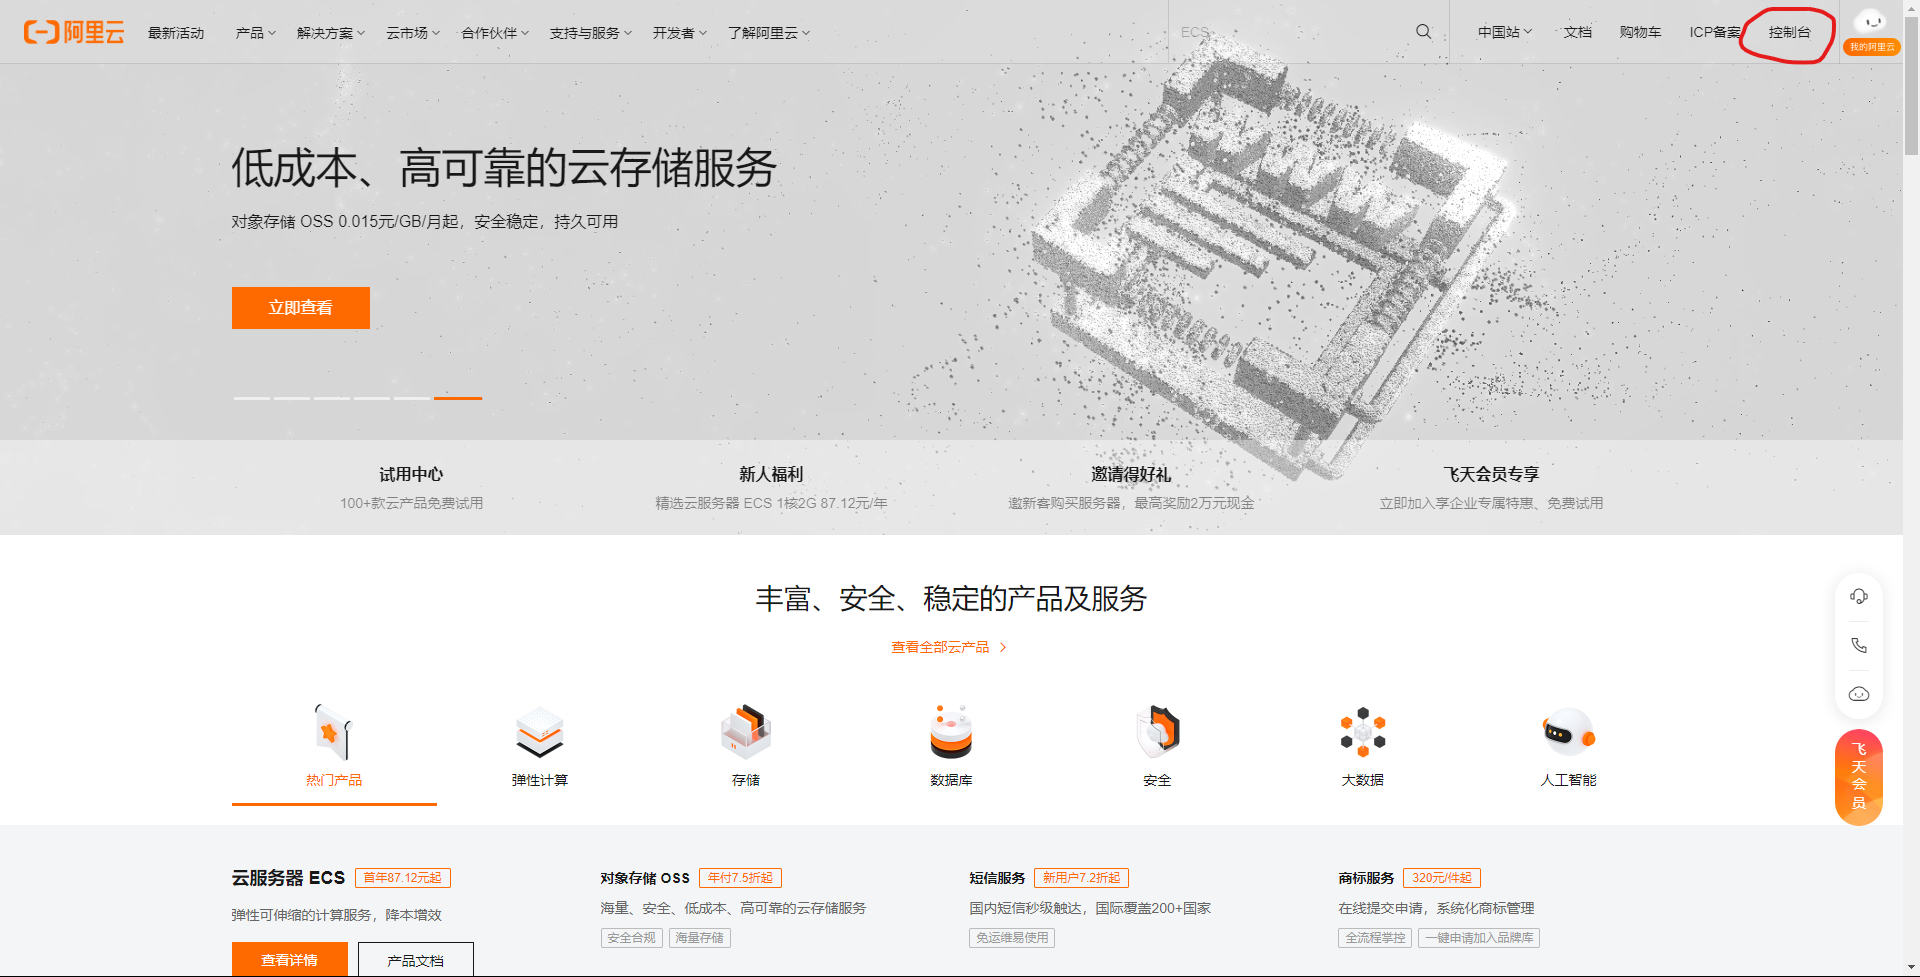 阿里云
最新活动 产品 解决方案 云市场 合作伙伴 支持与服务 开发者 了解阿里云 ECS 中国站 文档 购物车 ICP备案 控制台
我的阿里云
WWW
低成本、高可靠的云存储服务
对象存储 OSS 0.015元/GB/月起，安全稳定，持久可用
立即查看
试用中心 新人福利 邀请得好礼 飞天会员专享
100+款云产品免费试用 精选云服务器 ECS 1核2G 87.12元/年 邀新客购买服务器，最高奖励2万元现金 立即加入享企业专属特惠、免费试用
丰富、安全、稳定的产品及服务
查看全部云产品
热门产品 弹性计算 存储 数据库 安全 大数据 人工智能
飞天会员
云服务器 ECS 首年87.12元起 对象存储 OSS 年付7.5折起 短信服务 新用户7.2折起 商标服务 320元/件起
弹性可伸缩的计算服务，降本增效 海量、安全、低成本、高可靠的云存储服务 国内短信秒级触达，国际覆盖200+国家 在线提交申请，系统化商标管理
安全合规 海量存储 免运维易使用 全流程掌控 一键申请加入品牌库
查看详情 产品文档